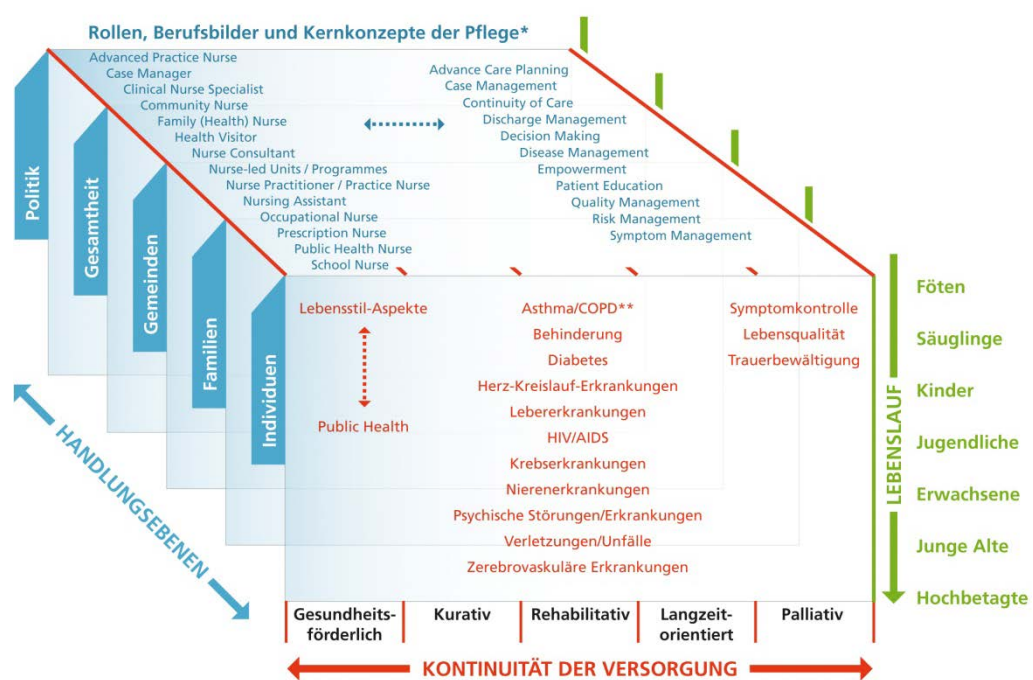 Rollen, Berufsbilder und Kernkonzepte der Pflege*
Advanced Practice Nurse
Case Manager
Clinical Nurse Specialist
Community Nurse
Family (Health) Nurse
Health Visitor
Nurse Consultant
Nurse-led Units / Programmes
Nurse Practitioner / Practice Nurse
Nursing Assistant
Occupational Nurse
Prescription Nurse
Public Health Nurse
School Nurse
Advance Care Planning
Case Management
Continuity of Care
Discharge Management
Decision Making
Disease Management
Empowerment
Patient Education
Quality Management
Risk Management
Symptom Management
Politik
Gesamtheit
Gemeinden
Familien
Individuen
HANDLUNGSEBENEN
Lebensstil-Aspekte
Public Health
Asthma/COPD**
Behinderung
Diabetes
Herz-Kreislauf-Erkrankungen
Lebererkrankungen
HIV/AIDS
Krebserkrankungen
Nierenerkrankungen
Psychische Störungen/Erkrankungen
Verletzungen/Unfälle
Zerebrovaskuläre Erkrankungen
Symptomkontrolle
Lebensqualität
Trauerbewältigung
LEBENSLAUF
Föten
Säuglinge
Kinder
Jugendliche
Erwachsene
Junge Alte
Hochbetagte
Gesundheits-
förderlich
Kurativ
Rehabilitativ
Langzeit-
orientiert
Palliativ
KONTINUITÄT DER VERSORGUNG